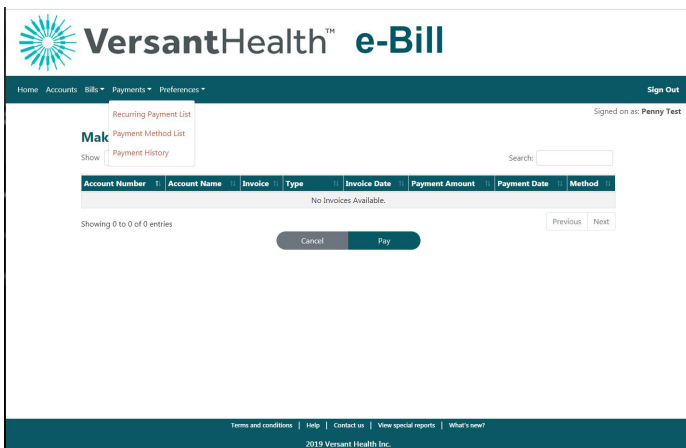 VersantHealth™ e-Bill
Home Accounts Bills Payments Preferences Sign Out
Signed on as: Penny Test
Recurring Payment List
Mak Payment Method List
Show Payment History Search:
Account Number Account Name Invoice Type Invoice Date Payment Amount Payment Date Method
No Invoices Available.
Showing 0 to 0 of 0 entries Previous Next
Cancel Pay
Terms and conditions | Help | Contact us | View special reports | What's new?
2019 Versant Health Inc.